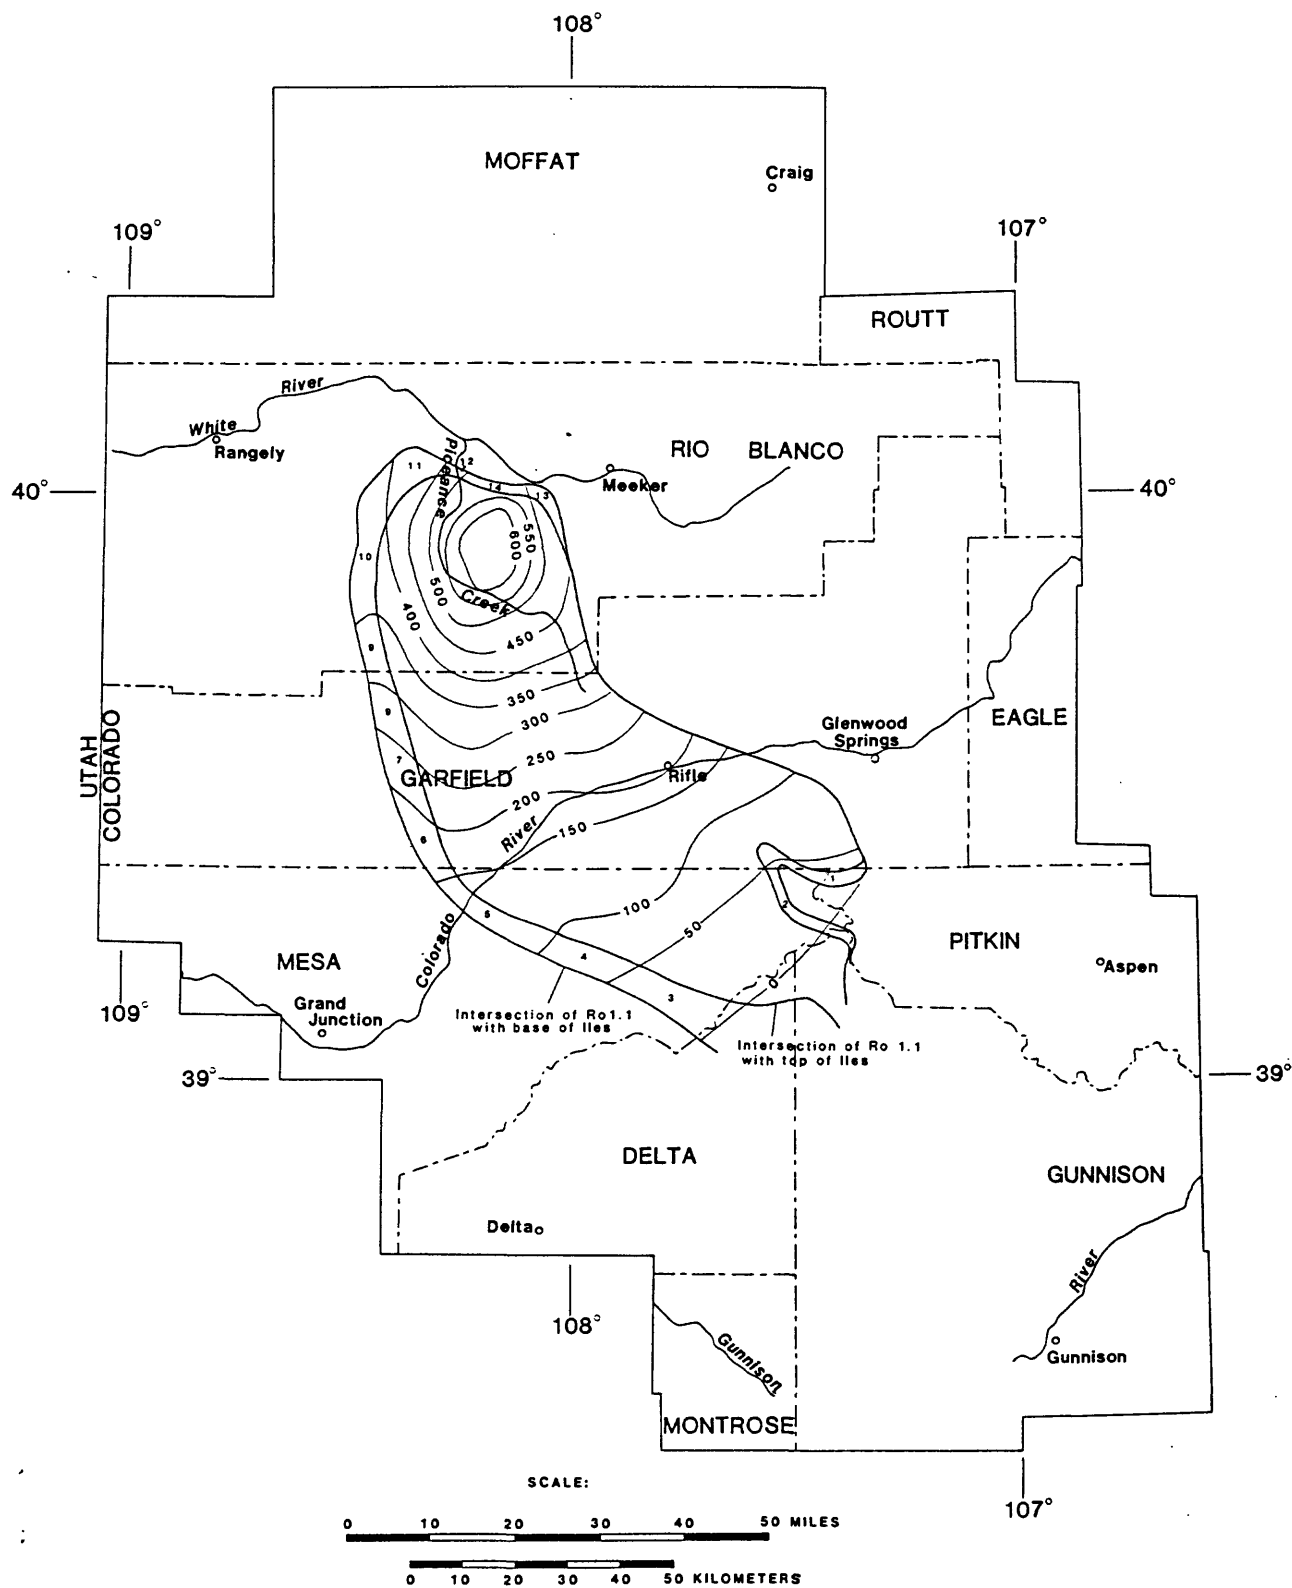 108°
MOFFAT
Craig
109°
107°
ROUTT
River
White
Rangely
RIO BLANCO
Piceance
Meeker
40°
40°
11
12
14
13
10
550
600
500
Creek
400
450
9
350
300
9
250
7
GARFIELD
200
150
6
River
Rifle
Glenwood
Springs
EAGLE
UTAH
COLORADO
1
2
100
50
5
4
3
0
Colorado
MESA
Grand
Junction
PITKIN
Aspen
109°
Intersection of Ro 1.1
with base of Iles
Intersection of Ro 1.1
with top of Iles
39°
39°
DELTA
GUNNISON
Delta
108°
River
Gunnison
Gunnison
MONTROSE
107°
SCALE:
0 10 20 30 40 50 MILES
0 10 20 30 40 50 KILOMETERS